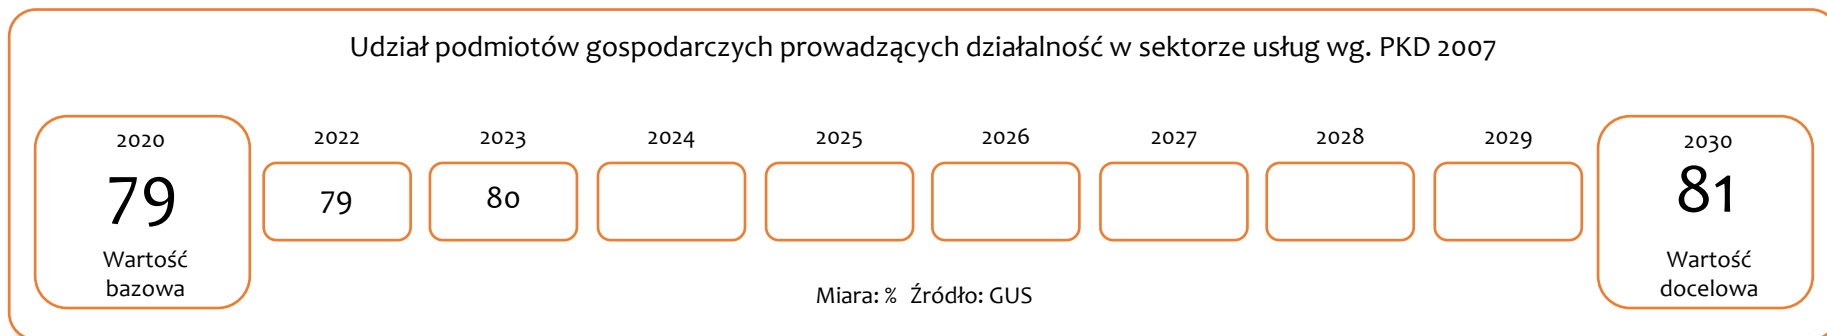 Udział podmiotów gospodarczych prowadzących działalność w sektorze usług wg. PKD 2007
2020
79
Wartość
bazowa
2022
79
2023
80
2024
2025
2026
2027
2028
2029
2030
81
Wartość
docelowa
Miara: % Źródło: GUS